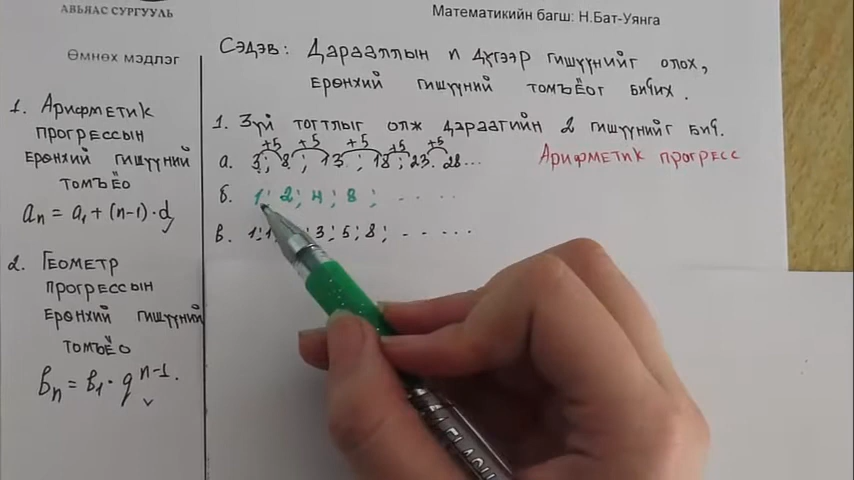 АВЬЯАС СУРГУУЛЬ
Математикийн багш: Н.Бат-Уянга
Өмнөх мэдлэг
1. Арифметик
прогрессын
ерөнхий гишүүний
томъёо
aₙ = a₁ + (n-1)·d
2. Геометр
прогрессын
ерөнхий гишүүний
томъёо
вₙ = в₁ · qⁿ⁻¹.
Сэдэв: Дарааллын n дүгээр гишүүнийг олох,
ерөнхий гишүүний томъёог бичих.
1. Зүй тогтлыг олж дараагийн 2 гишүүнийг бич.
+5 +5 +5 +5 +5
а. 3; 8; 13; 18; 23. 28...
Арифметик прогресс
б. 1; 2; 4; 8; .....
в. 1; 1; 3; 5; 8; .....